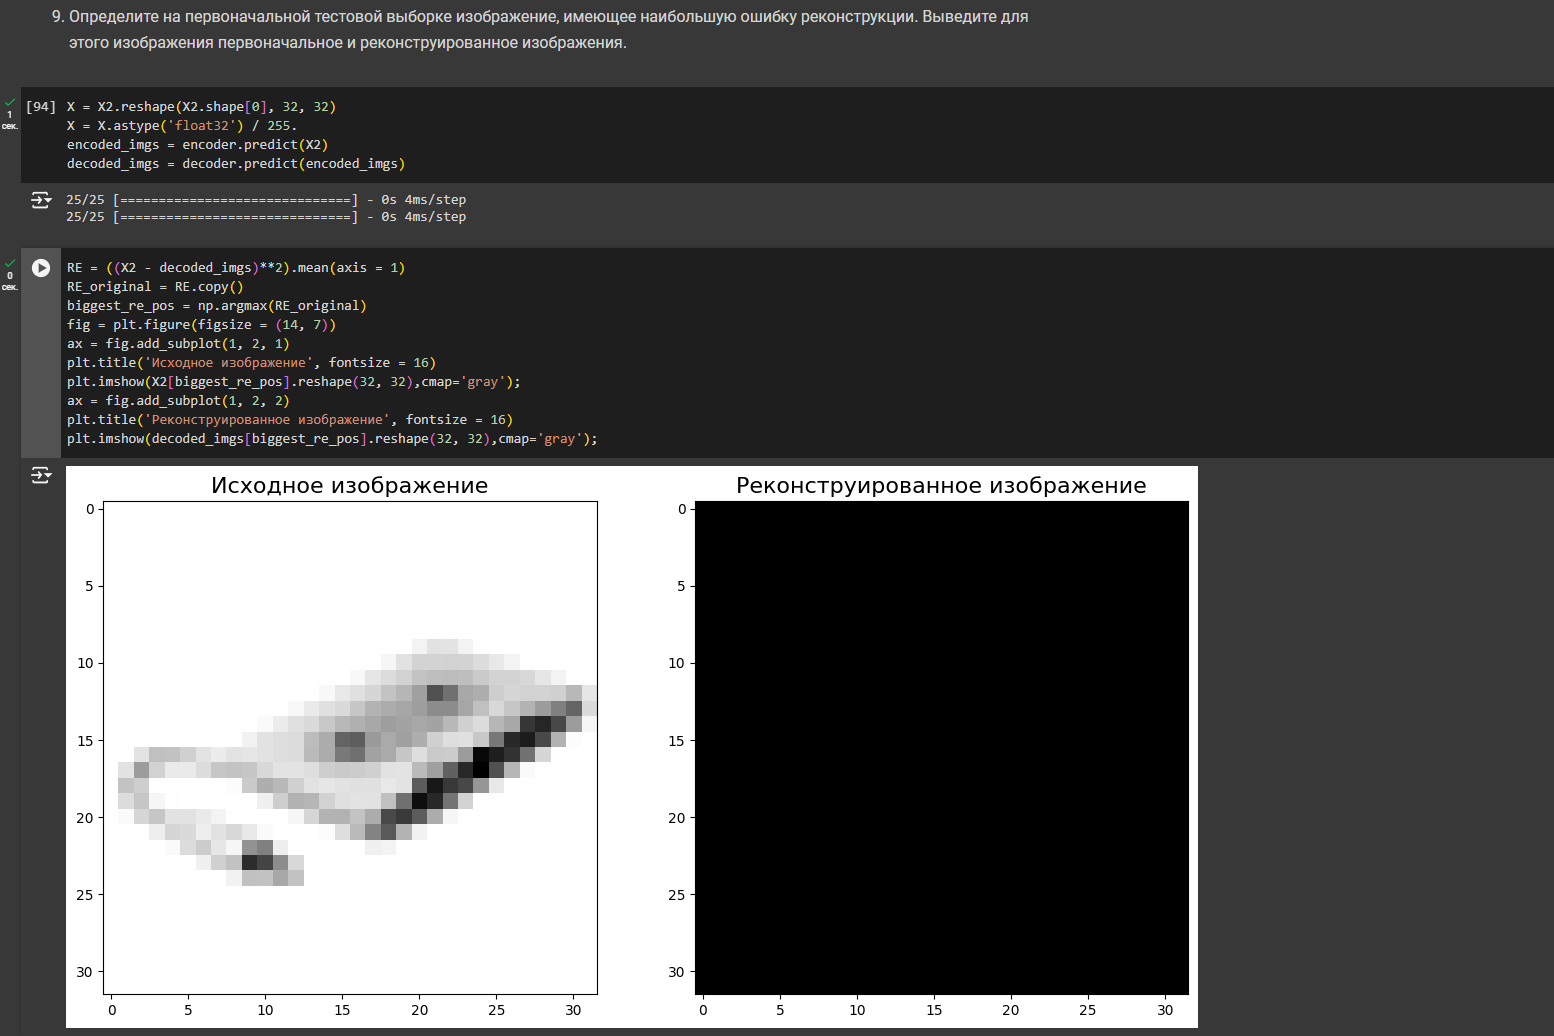 9. Определите на первоначальной тестовой выборке изображение, имеющее наибольшую ошибку реконструкции. Выведите для
этого изображения первоначальное и реконструированное изображения.
1
сек.
[94]
X = X2.reshape(X2.shape[0], 32, 32)
X = X.astype('float32') / 255.
encoded_imgs = encoder.predict(X2)
decoded_imgs = decoder.predict(encoded_imgs)
25/25 [==============================] - 0s 4ms/step
25/25 [==============================] - 0s 4ms/step
0
сек.
RE = ((X2 - decoded_imgs)**2).mean(axis = 1)
RE_original = RE.copy()
biggest_re_pos = np.argmax(RE_original)
fig = plt.figure(figsize = (14, 7))
ax = fig.add_subplot(1, 2, 1)
plt.title('Исходное изображение', fontsize = 16)
plt.imshow(X2[biggest_re_pos].reshape(32, 32),cmap='gray');
ax = fig.add_subplot(1, 2, 2)
plt.title('Реконструированное изображение', fontsize = 16)
plt.imshow(decoded_imgs[biggest_re_pos].reshape(32, 32),cmap='gray');
Исходное изображение
0
5
10
15
20
25
30
0 5 10 15 20 25 30
Реконструированное изображение
0
5
10
15
20
25
30
0 5 10 15 20 25 30